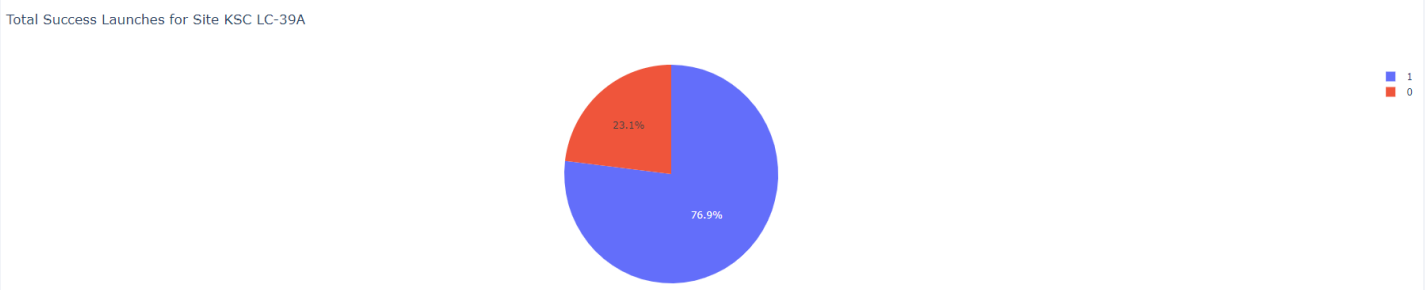 Total Success Launches for Site KSC LC-39A
1
0
23.1%
76.9%